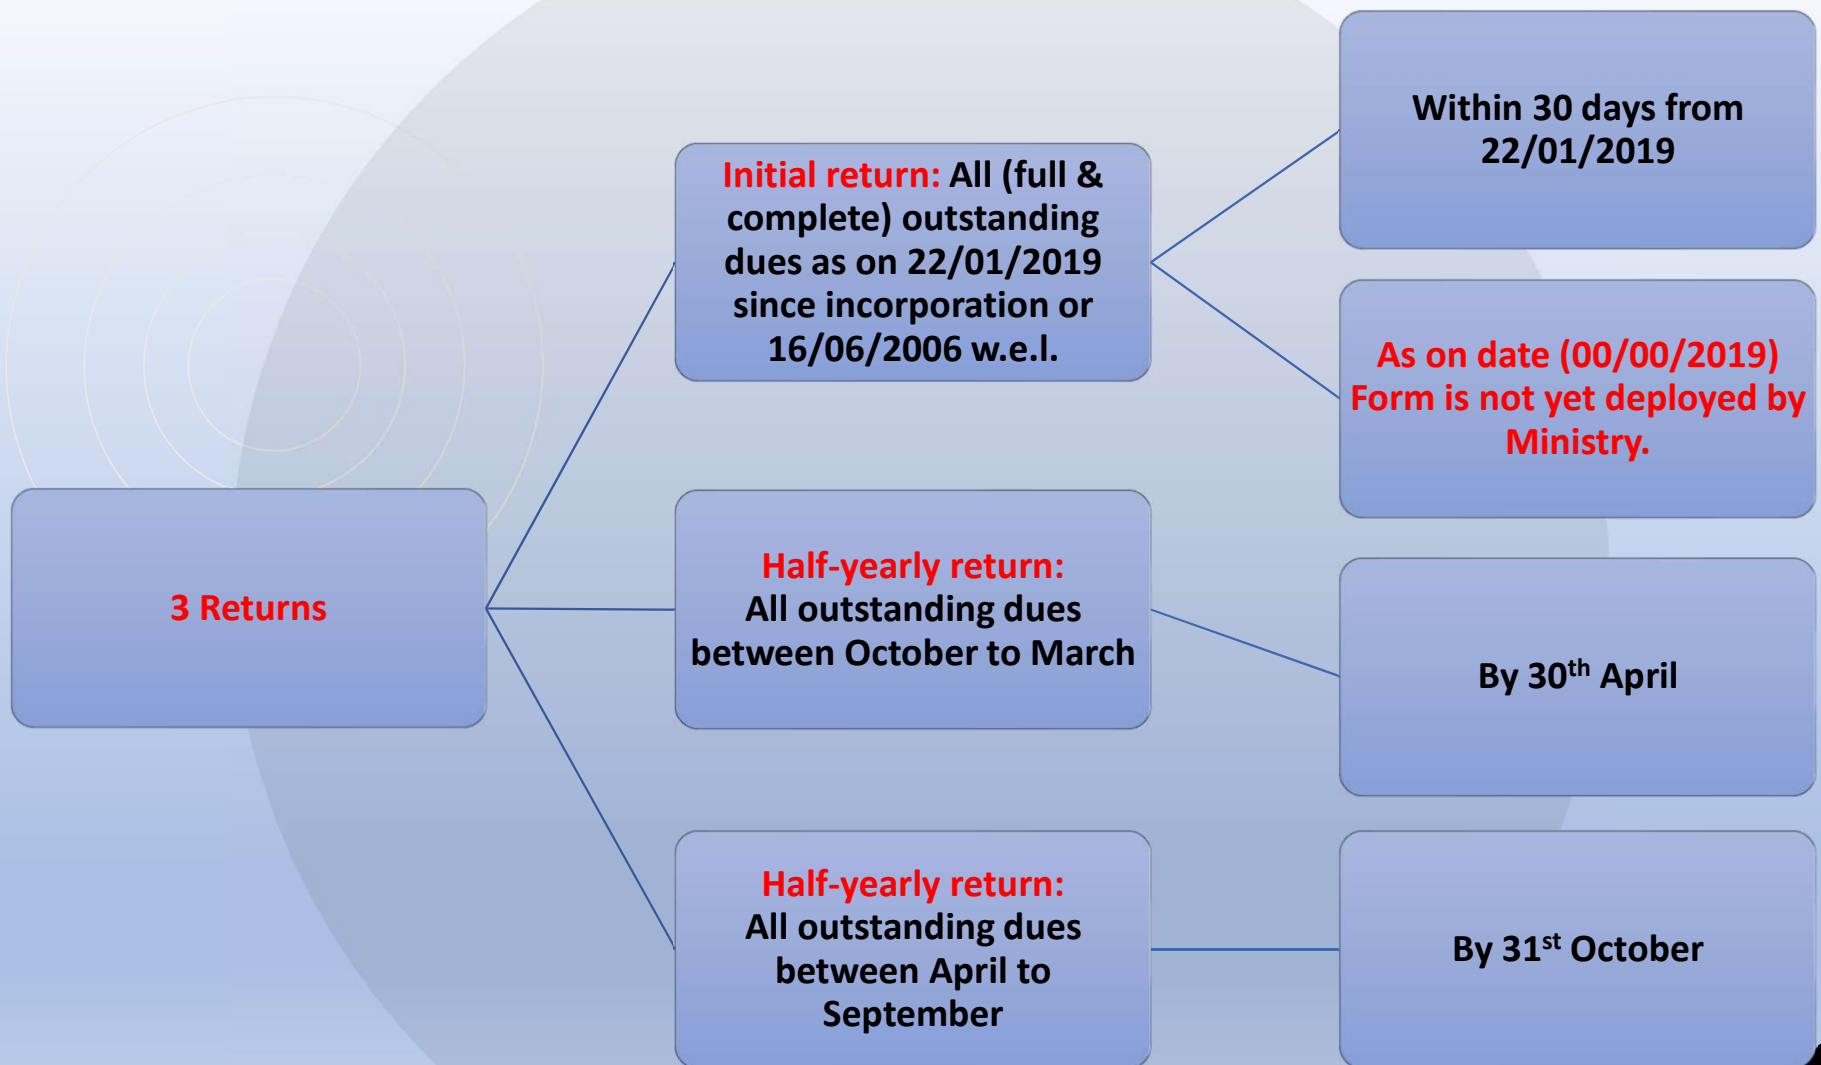 3 Returns
Initial return: All (full &
complete) outstanding
dues as on 22/01/2019
since incorporation or
16/06/2006 w.e.l.
Within 30 days from
22/01/2019
As on date (00/00/2019)
Form is not yet deployed by
Ministry.
Half-yearly return:
All outstanding dues
between October to March
By 30th April
Half-yearly return:
All outstanding dues
between April to
September
By 31st October